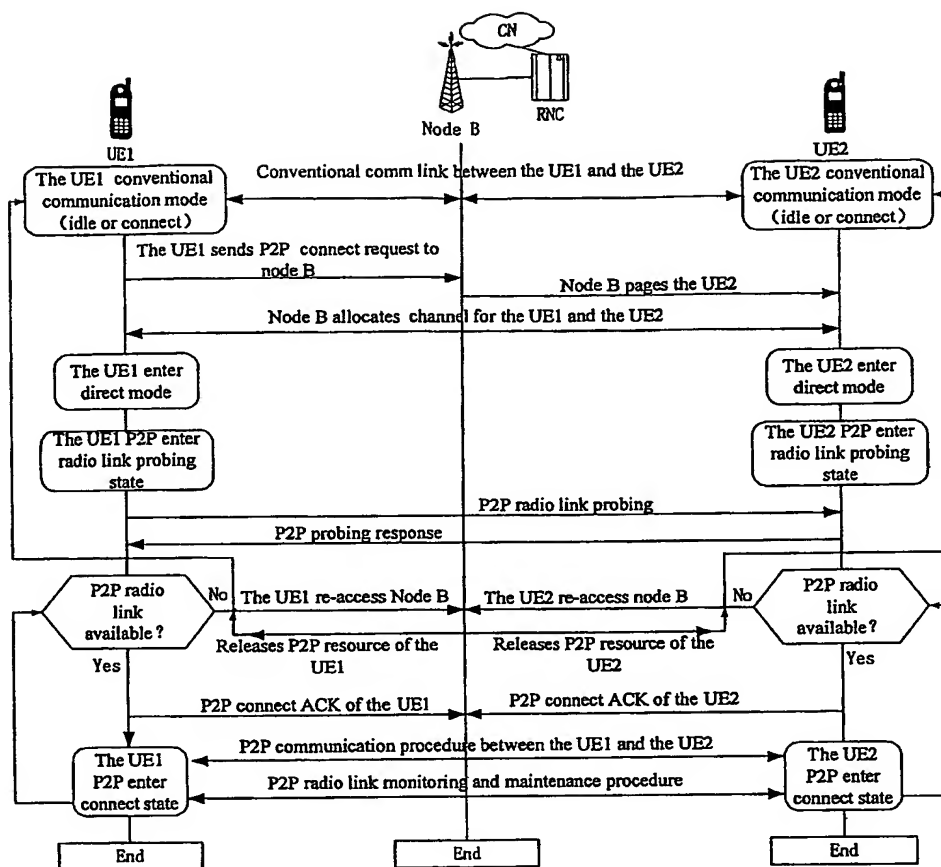 CN
RNC
Node B
UE1
UE2
The UE1 conventional
communication mode
(idle or connect)
Conventional comm link between the UE1 and the UE2
The UE2 conventional
communication mode
(idle or connect)
The UE1 sends P2P connect request to
node B
Node B pages the UE2
Node B allocates channel for the UE1 and the UE2
The UE1 enter
direct mode
The UE2 enter
direct mode
The UE1 P2P enter
radio link probing
state
The UE2 P2P enter
radio link probing
state
P2P radio link probing
P2P probing response
P2P radio
link
available?
No
The UE1 re-access Node B
The UE2 re-access node B
No
P2P radio
link
available?
Releases P2P resource of the
UE1
Releases P2P resource of the
UE2
Yes
Yes
P2P connect ACK of the UE1
P2P connect ACK of the UE2
The UE1
P2P enter
connect state
P2P communication procedure between the UE1 and the UE2
P2P radio link monitoring and maintenance procedure
The UE2
P2P enter
connect state
End
End
End